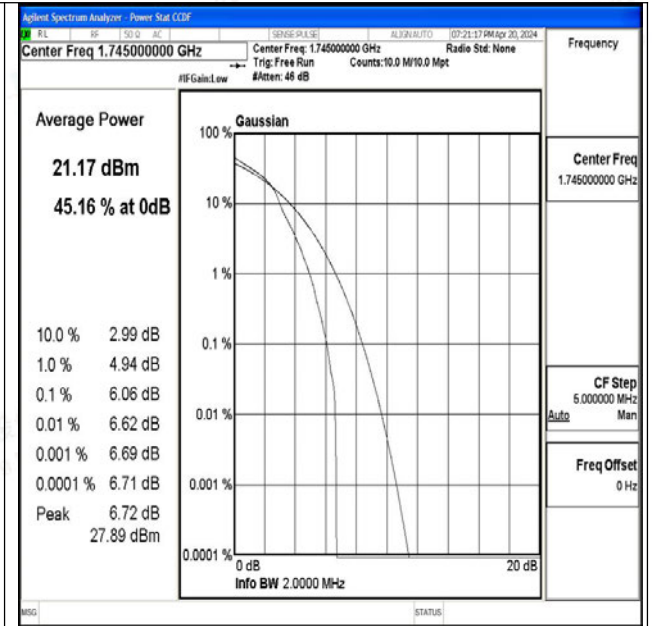 Agilent Spectrum Analyzer - Power Stat CCDF
RL RF 50 Ω AC SENSE:PULSE ALIGN AUTO 07:21:17 PM Apr 20, 2024
Center Freq 1.745000000 GHz
Center Freq: 1.745000000 GHz Radio Std: None
Trig: Free Run Counts:10.0 M/10.0 Mpt
#IFGain:Low #Atten: 46 dB
Frequency
Average Power
21.17 dBm
45.16 % at 0dB
10.0 % 2.99 dB
1.0 % 4.94 dB
0.1 % 6.06 dB
0.01 % 6.62 dB
0.001 % 6.69 dB
0.0001 % 6.71 dB
Peak 6.72 dB
27.89 dBm
Gaussian
100 %
10 %
1 %
0.1 %
0.01 %
0.001 %
0.0001 %
0 dB 20 dB
Info BW 2.0000 MHz
Center Freq
1.745000000 GHz
CF Step
5.000000 MHz
Auto Man
Freq Offset
0 Hz
MSG STATUS